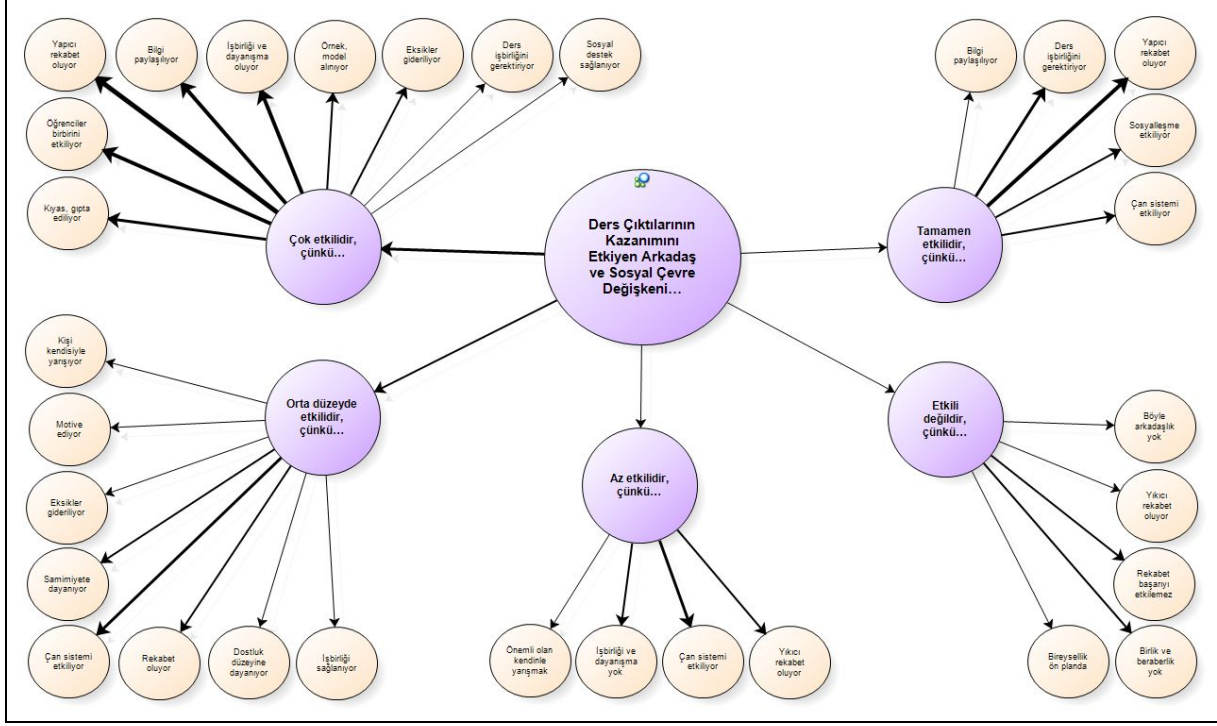 Yapıcı
rekabet
oluyor
Bilgi
paylaşılıyor
İşbirliği ve
dayanışma
oluyor
Örnek,
model
alınıyor
Eksikler
gideriliyor
Ders
işbirliğini
gerektiriyor
Sosyal
destek
sağlanıyor
Öğrenciler
birbirini
etkiliyor
Kıyas, gıpta
ediliyor
Çok etkilidir,
çünkü…
Ders Çıktılarının
Kazanımını
Etkiyen Arkadaş
ve Sosyal Çevre
Değişkeni…
Bilgi
paylaşılıyor
Ders
işbirliğini
gerektiriyor
Yapıcı
rekabet
oluyor
Sosyalleşme
etkiliyor
Çan sistemi
etkiliyor
Tamamen
etkilidir,
çünkü…
Kişi
kendisiyle
yarışıyor
Motive
ediyor
Eksikler
gideriliyor
Samimiyete
dayanıyor
Çan sistemi
etkiliyor
Rekabet
oluyor
Dostluk
düzeyine
dayanıyor
İşbirliği
sağlanıyor
Orta düzeyde
etkilidir,
çünkü…
Az etkilidir,
çünkü…
Önemli olan
kendinle
yarışmak
İşbirliği ve
dayanışma
yok
Çan sistemi
etkiliyor
Yıkıcı
rekabet
oluyor
Etkili
değildir,
çünkü…
Böyle
arkadaşlık
yok
Yıkıcı
rekabet
oluyor
Rekabet
başarıyı
etkilemez
Birlik ve
beraberlik
yok
Bireysellik
ön planda